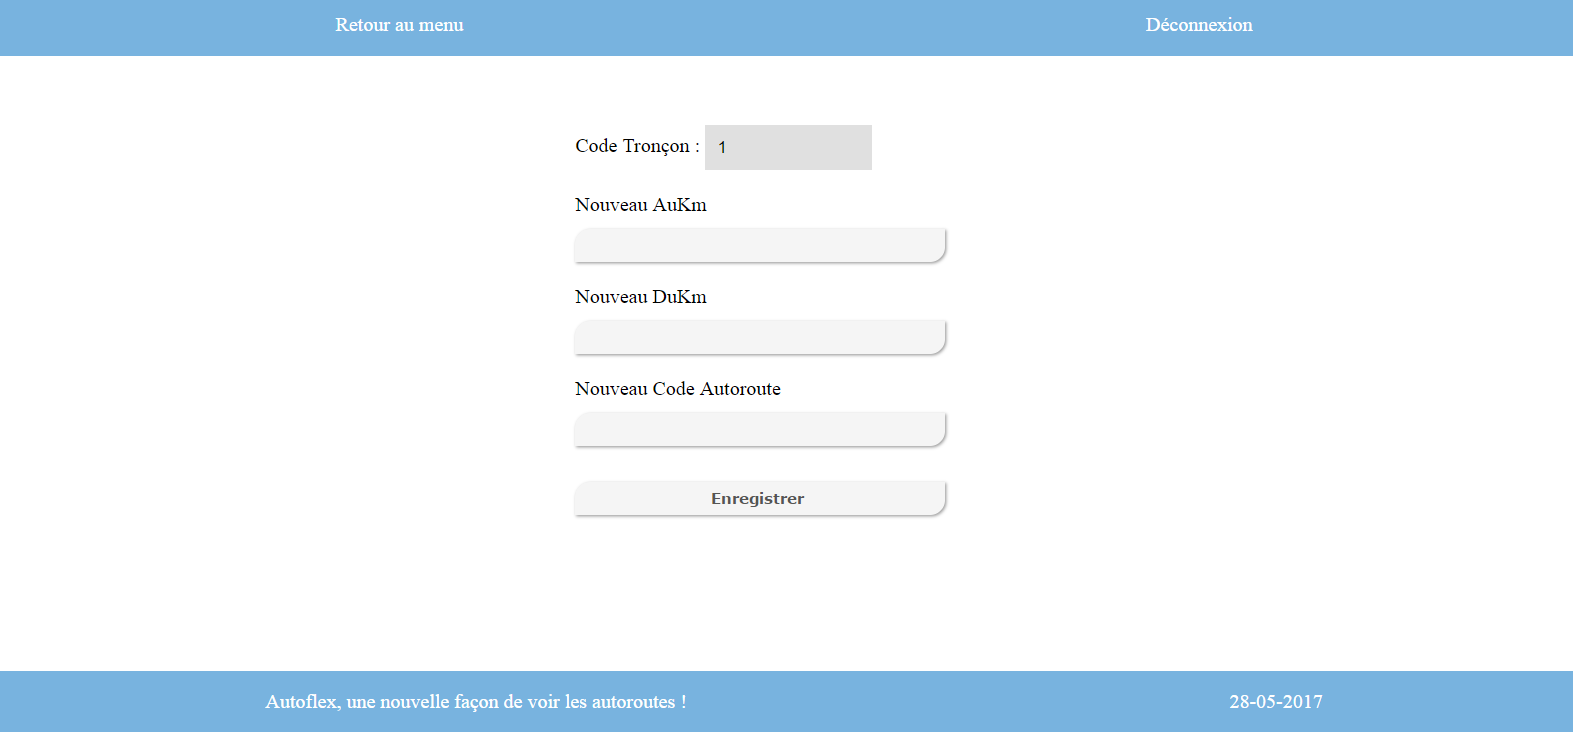 Retour au menu Déconnexion
Code Tronçon : 1
Nouveau AuKm
Nouveau DuKm
Nouveau Code Autoroute
Enregistrer
Autoflex, une nouvelle façon de voir les autoroutes ! 28-05-2017